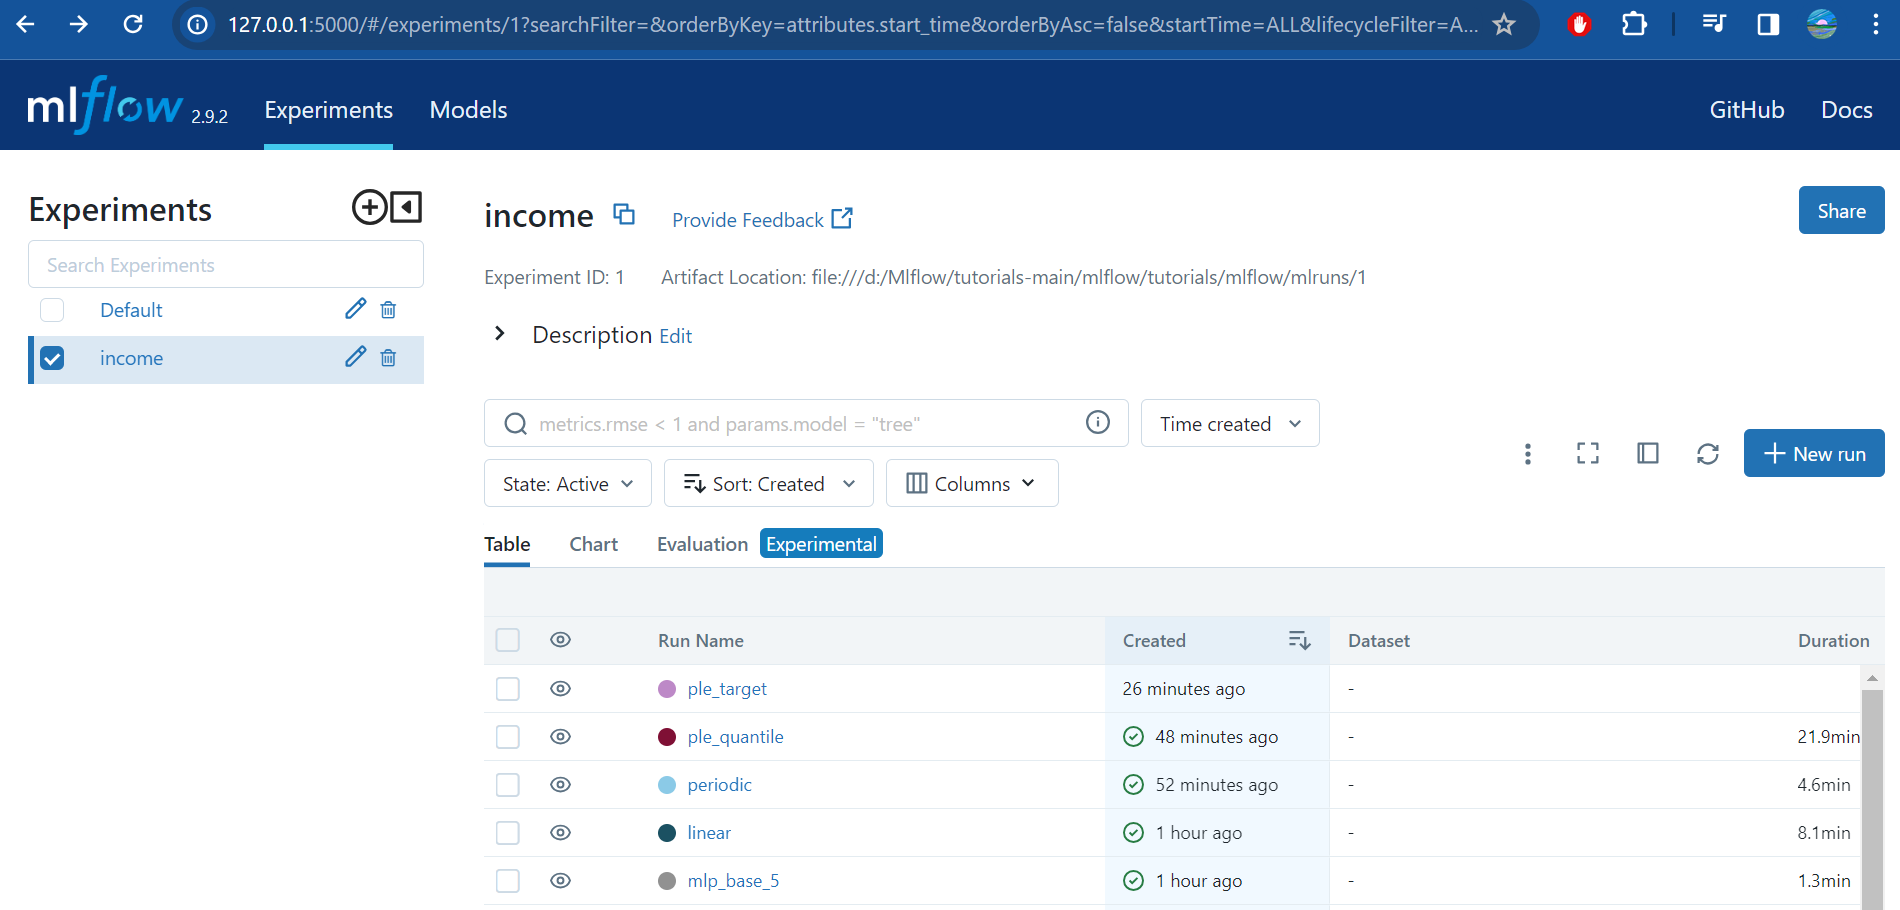 127.0.0.1:5000/#/experiments/1?searchFilter=&orderByKey=attributes.start_time&orderByAsc=false&startTime=ALL&lifecycleFilter=A...
mlflow 2.9.2 Experiments Models GitHub Docs
Experiments
Search Experiments
Default
income
income Provide Feedback Share
Experiment ID: 1 Artifact Location: file:///d:/Mlflow/tutorials-main/mlflow/tutorials/mlflow/mlruns/1
Description Edit
metrics.rmse < 1 and params.model = "tree" Time created
New run
State: Active Sort: Created Columns
Table Chart Evaluation Experimental
Run Name Created Dataset Duration
ple_target 26 minutes ago -
ple_quantile 48 minutes ago - 21.9min
periodic 52 minutes ago - 4.6min
linear 1 hour ago - 8.1min
mlp_base_5 1 hour ago - 1.3min